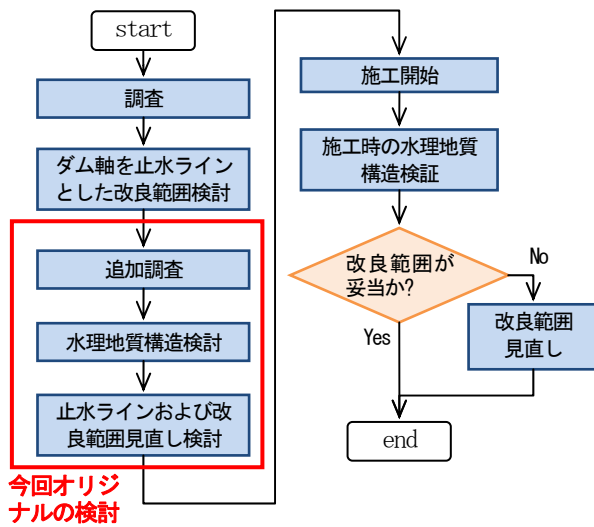 start
調査
ダム軸を止水ライン
とした改良範囲検討
追加調査
水理地質構造検討
止水ラインおよび改
良範囲見直し検討
今回オリジ
ナルの検討
施工開始
施工時の水理地質
構造検証
改良範囲が
妥当か?
No
Yes
改良範囲
見直し
end